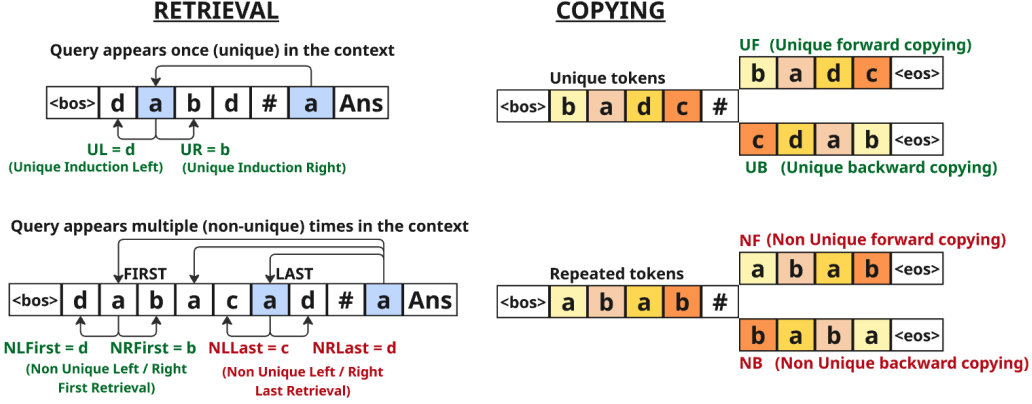 RETRIEVAL
Query appears once (unique) in the context
<bos> d a b d # a Ans
UL = d UR = b
(Unique Induction Left) (Unique Induction Right)
Query appears multiple (non-unique) times in the context
FIRST LAST
<bos> d a b a c a d # a Ans
NLFirst = d NRFirst = b NLLast = c NRLast = d
(Non Unique Left / Right (Non Unique Left / Right
First Retrieval) Last Retrieval)
COPYING
UF (Unique forward copying)
b a d c <eos>
Unique tokens
<bos> b a d c #
c d a b <eos>
UB (Unique backward copying)
NF (Non Unique forward copying)
a b a b <eos>
Repeated tokens
<bos> a b a b #
b a b a <eos>
NB (Non Unique backward copying)